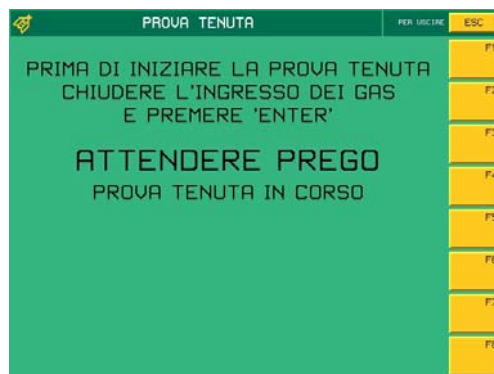 PROVA TENUTA
PER USCIRE
ESC
PRIMA DI INIZIARE LA PROVA TENUTA
CHIUDERE L'INGRESSO DEI GAS
E PREMERE 'ENTER'
ATTENDERE PREGO
PROVA TENUTA IN CORSO
F1
F2
F3
F4
F5
F6
F7
F8